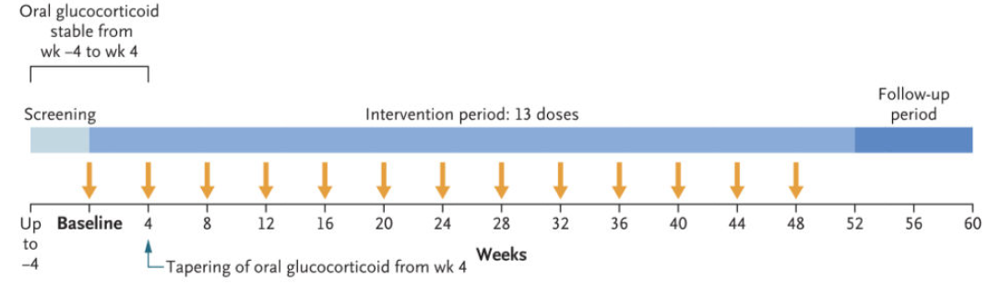 Oral glucocorticoid
stable from
wk –4 to wk 4
Follow-up
period
Screening
Intervention period: 13 doses
Up to –4
Baseline 4 8 12 16 20 24 28 32 36 40 44 48 52 56 60
Weeks
Tapering of oral glucocorticoid from wk 4